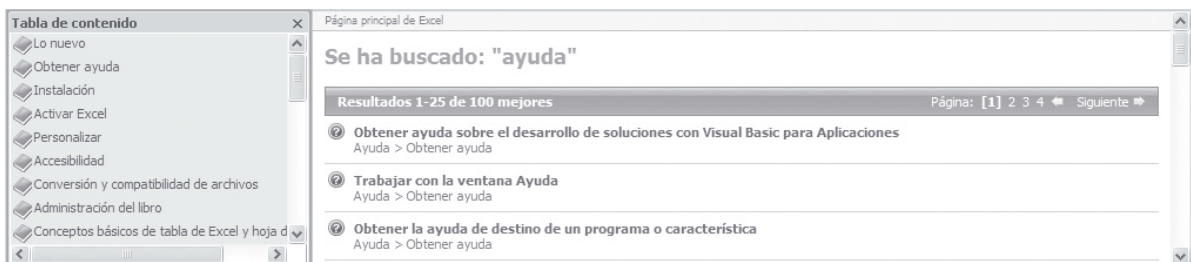 Tabla de contenido
Lo nuevo
Obtener ayuda
Instalación
Activar Excel
Personalizar
Accesibilidad
Conversión y compatibilidad de archivos
Administración del libro
Conceptos básicos de tabla de Excel y hoja d
Página principal de Excel
Se ha buscado: "ayuda"
Resultados 1-25 de 100 mejores Página: [1] 2 3 4 Siguiente
Obtener ayuda sobre el desarrollo de soluciones con Visual Basic para Aplicaciones
Ayuda > Obtener ayuda
Trabajar con la ventana Ayuda
Ayuda > Obtener ayuda
Obtener la ayuda de destino de un programa o característica
Ayuda > Obtener ayuda